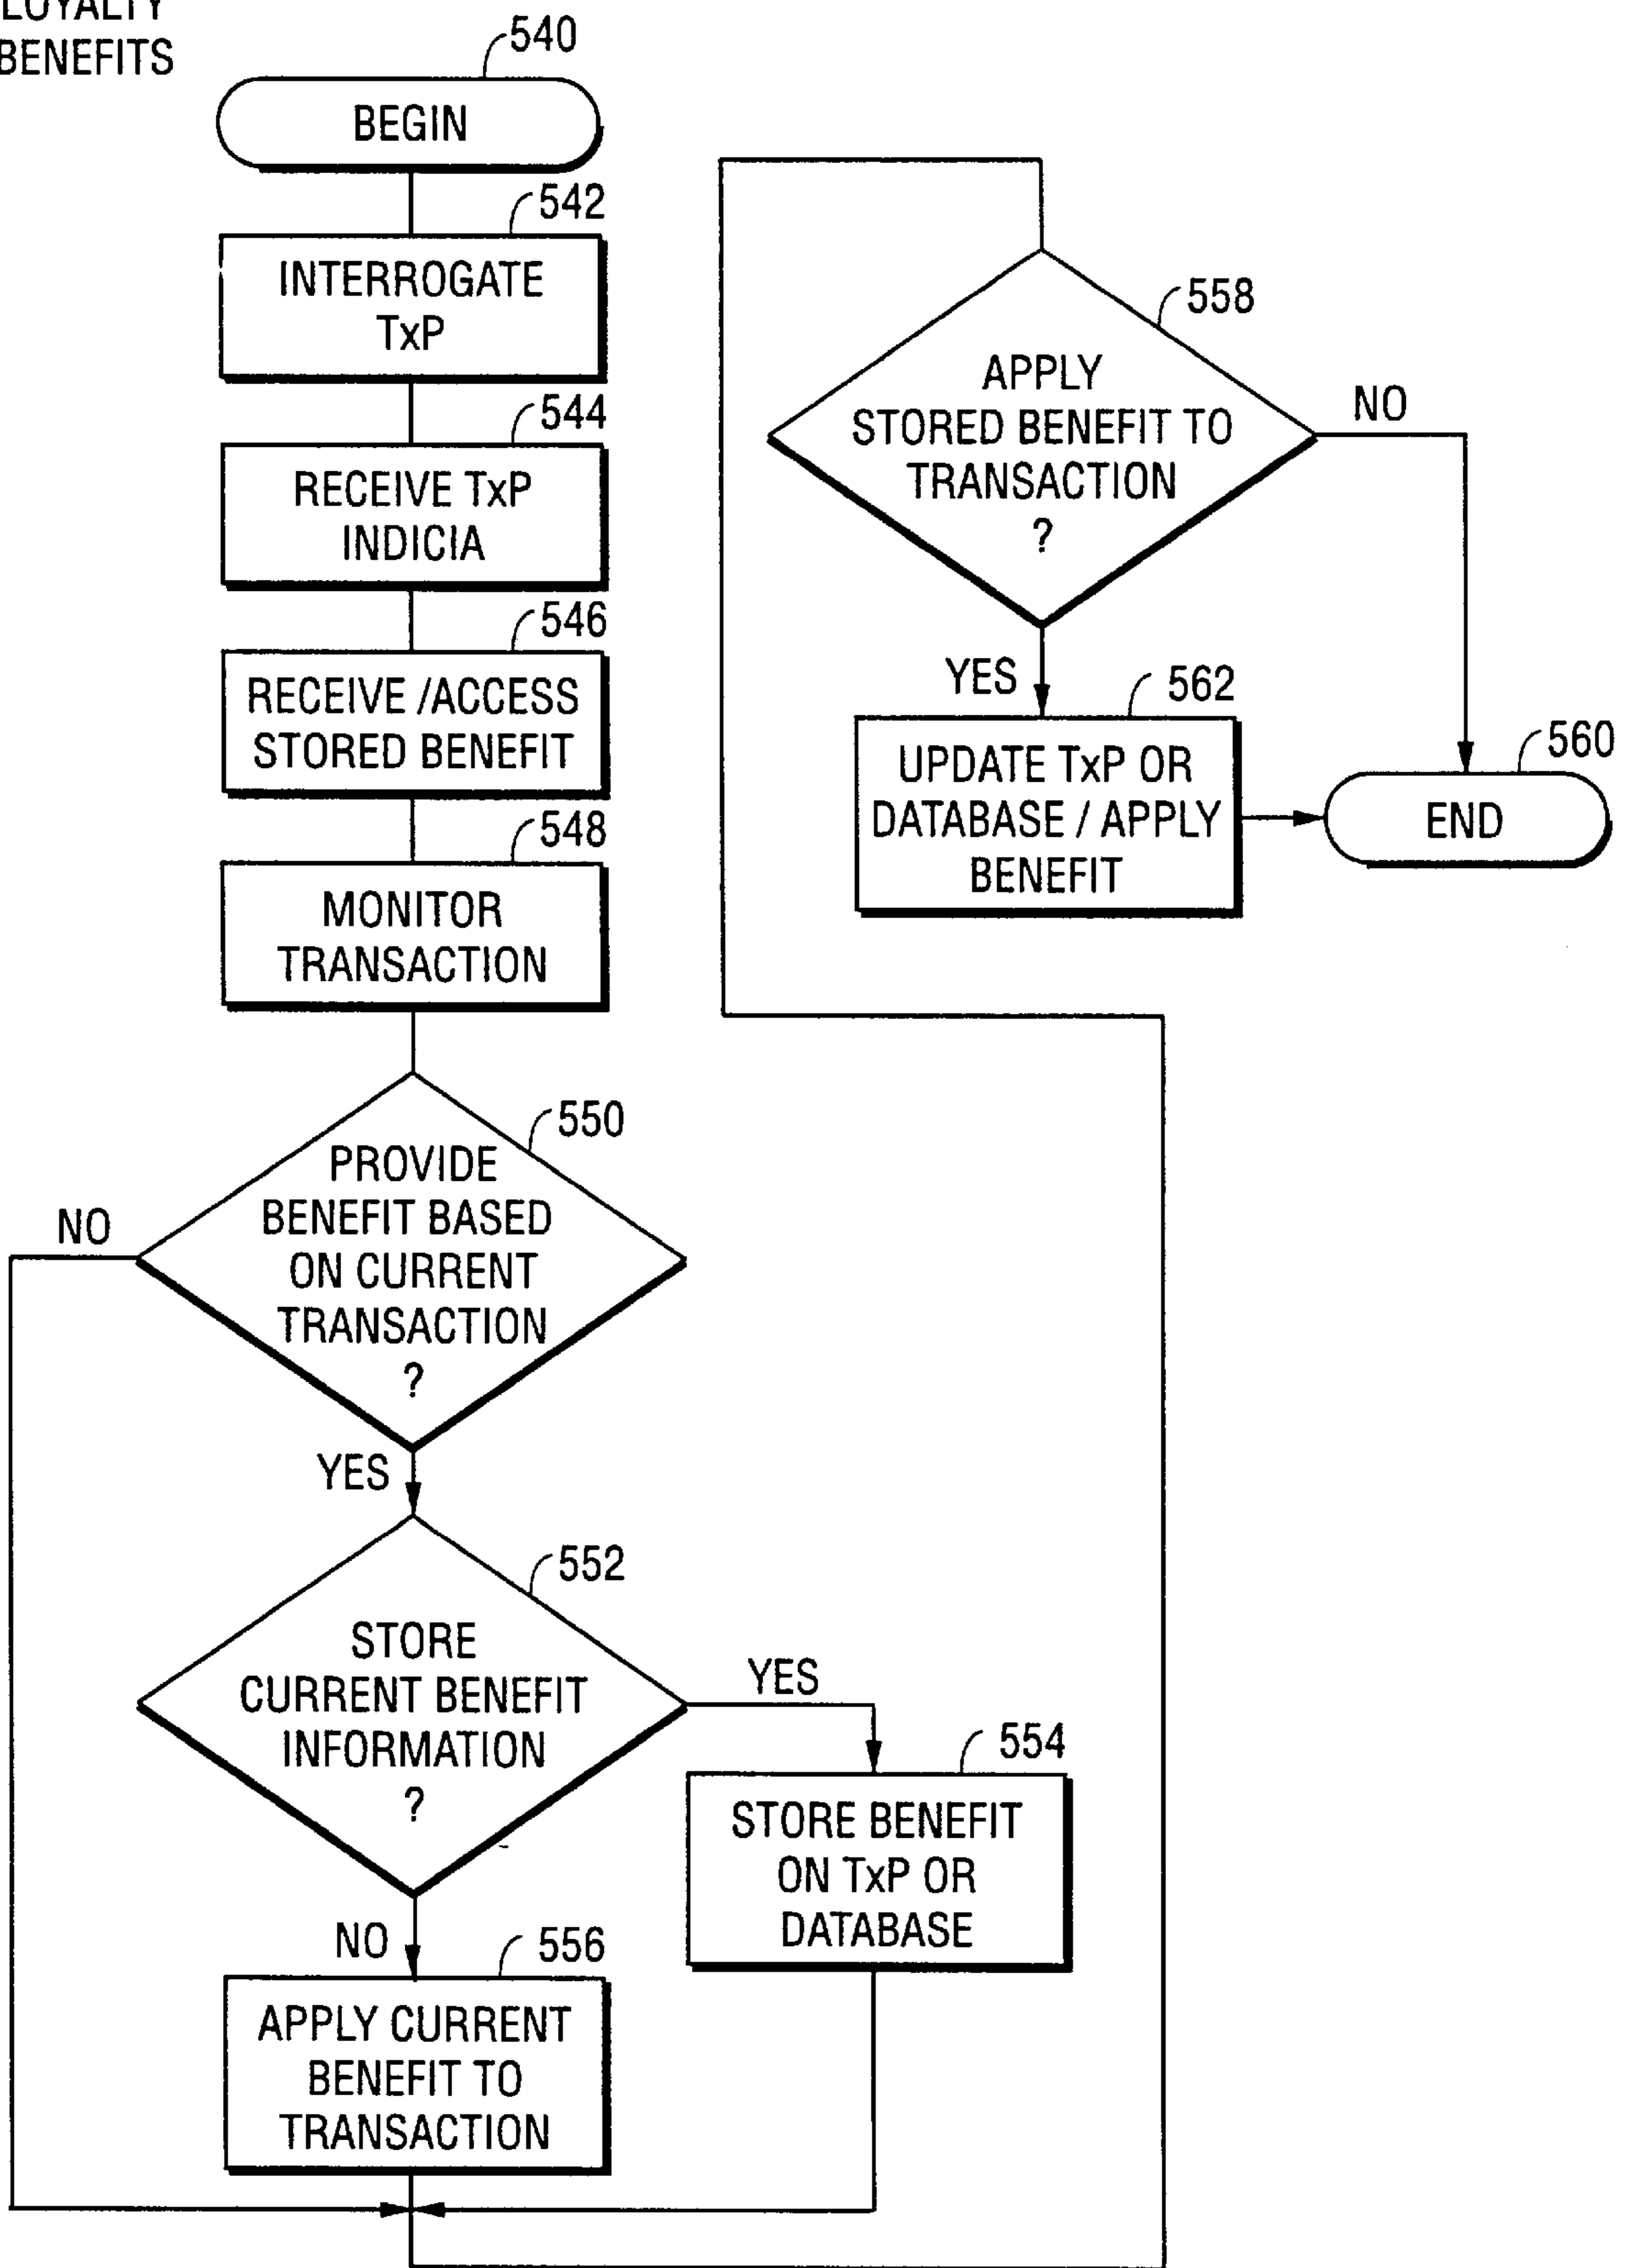 LOYALTY
BENEFITS
540
BEGIN
542
INTERROGATE
TxP
544
RECEIVE TxP
INDICIA
546
RECEIVE /ACCESS
STORED BENEFIT
548
MONITOR
TRANSACTION
550
PROVIDE
BENEFIT BASED
ON CURRENT
TRANSACTION
?
NO
YES
552
STORE
CURRENT BENEFIT
INFORMATION
?
YES
554
STORE BENEFIT
ON TxP OR
DATABASE
NO
556
APPLY CURRENT
BENEFIT TO
TRANSACTION
558
APPLY
STORED BENEFIT TO
TRANSACTION
?
NO
YES
562
UPDATE TxP OR
DATABASE / APPLY
BENEFIT
560
END